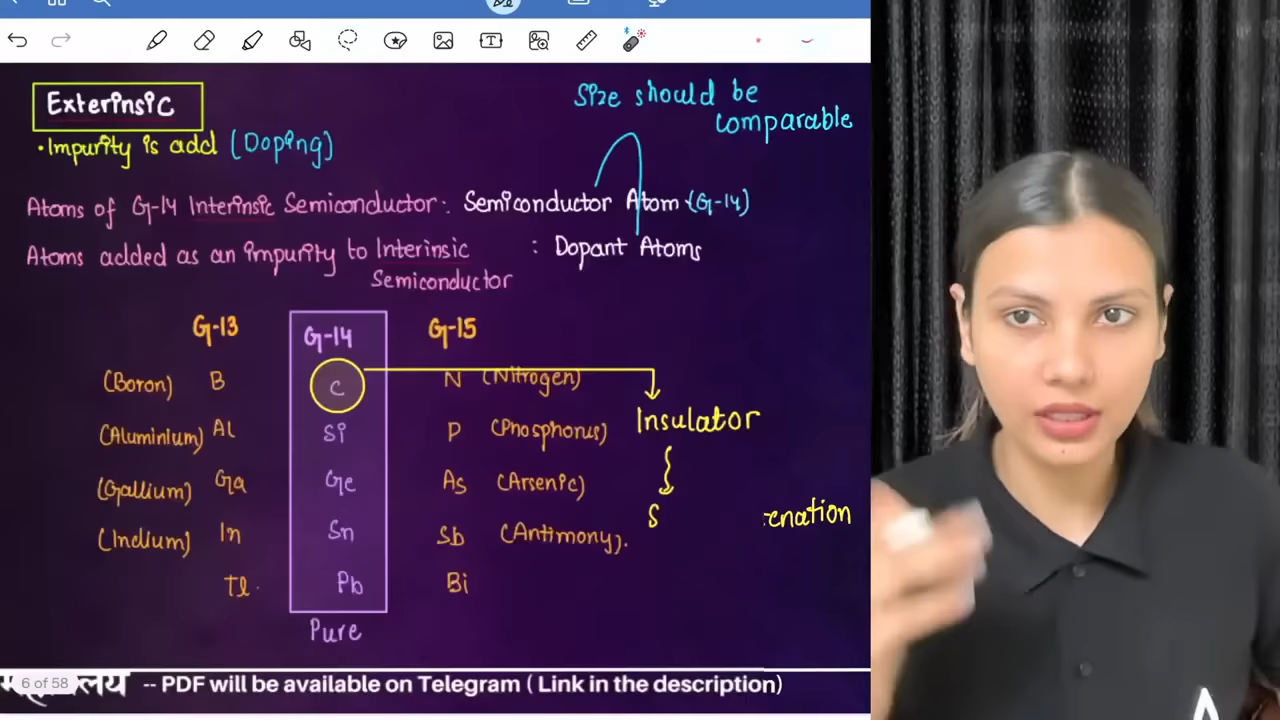 Exterinsic
• Impurity is add (Doping)
Size should be
comparable
Atoms of G-14 Interinsic Semiconductor : Semiconductor Atom (G-14)
Atoms added as an impurity to Interinsic : Dopant Atoms
Semiconductor
G-13 G-14 G-15
(Boron) B C N (Nitrogen)
Insulator
(Aluminium) Al Si P (Phosphorus)
(Gallium) Ga Ge As (Arsenic)
S enation
(Indium) In Sn Sb (Antimony).
Tl. Pb Bi
Pure
6 of 58
-- PDF will be available on Telegram ( Link in the description)